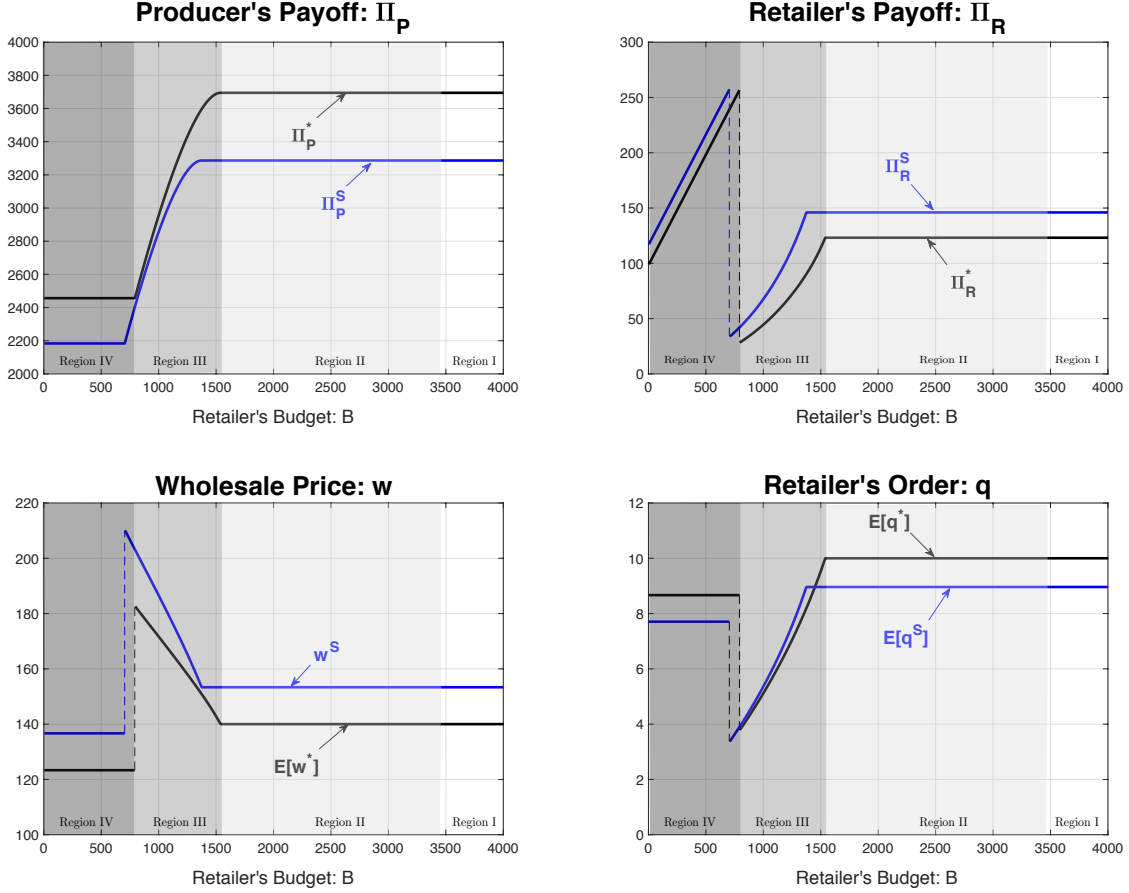 Producer's Payoff: Π_P
4000
3800
3600
3400
3200
3000
2800
2600
2400
2200
2000
Π*_P
Π^S_P
Region IV Region III Region II Region I
0 500 1000 1500 2000 2500 3000 3500 4000
Retailer's Budget: B
Retailer's Payoff: Π_R
300
250
200
150
100
50
0
Π^S_R
Π*_R
Region IV Region III Region II Region I
0 500 1000 1500 2000 2500 3000 3500 4000
Retailer's Budget: B
Wholesale Price: w
220
200
180
160
140
120
100
w^S
E[w*]
Region IV Region III Region II Region I
0 500 1000 1500 2000 2500 3000 3500 4000
Retailer's Budget: B
Retailer's Order: q
12
10
8
6
4
2
0
E[q*]
E[q^S]
Region IV Region III Region II Region I
0 500 1000 1500 2000 2500 3000 3500 4000
Retailer's Budget: B